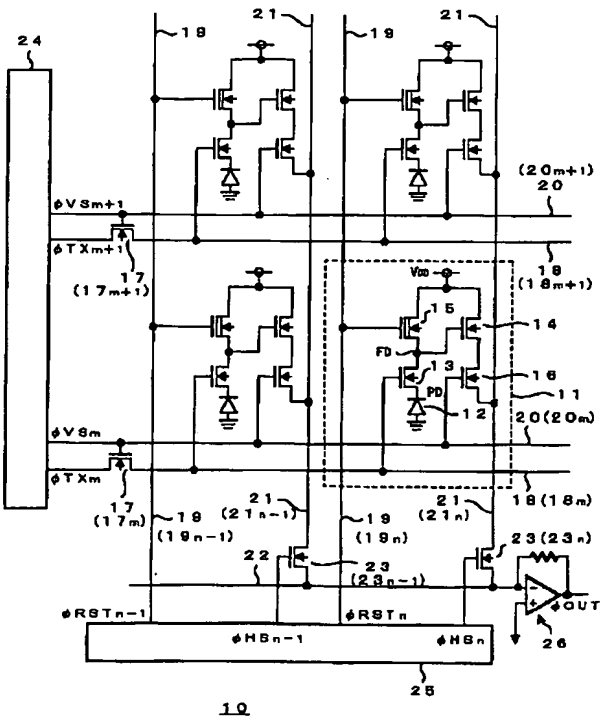 21
21
18
19
24
(20m+1)
20
φVSm+1
φTXm+1
17
(17m+1)
18
(18m+1)
VDD
15
14
FD
13
16
PD
11
12
20(20m)
φVSm
φTXm
17
(17m)
21
(21n-1)
21
(21n)
18(18m)
19
(19n-1)
19
(19n)
23(23n)
22
23
(23n-1)
φRSTn-1
φRSTn
φOUT
φHSn-1
φHSn
26
25
10